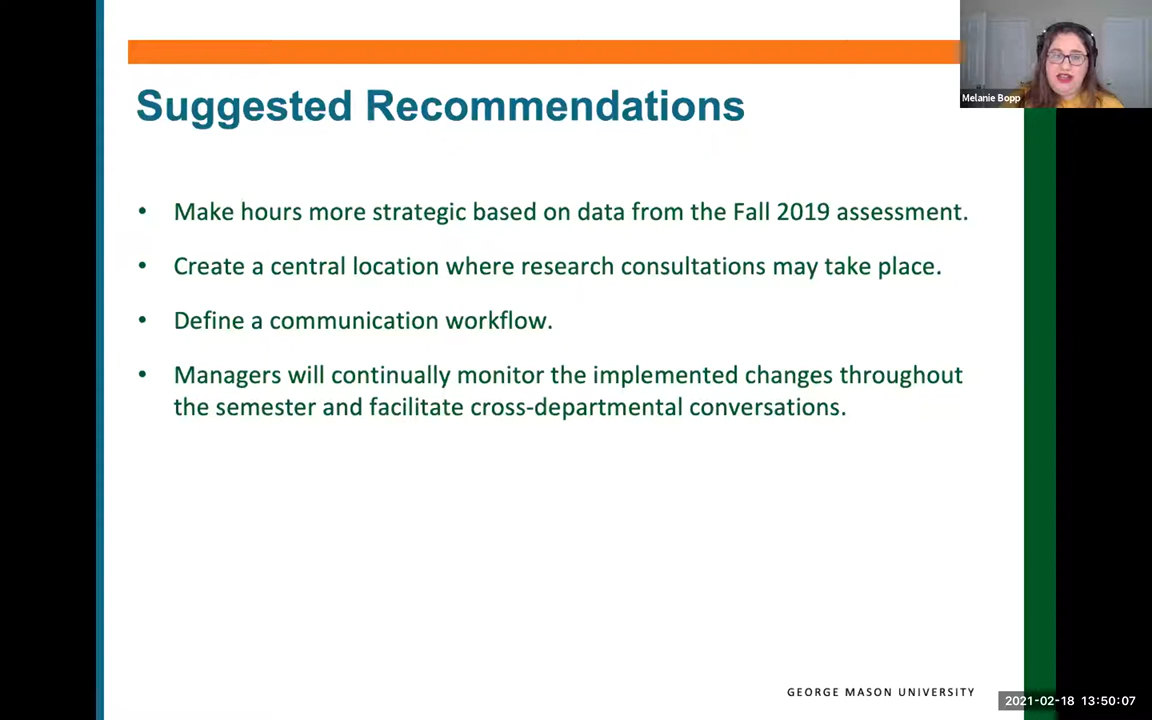 Suggested Recommendations
Melanie Bopp
• Make hours more strategic based on data from the Fall 2019 assessment.
• Create a central location where research consultations may take place.
• Define a communication workflow.
• Managers will continually monitor the implemented changes throughout
the semester and facilitate cross-departmental conversations.
GEORGE MASON UNIVERSITY
2021-02-18 13:50:07